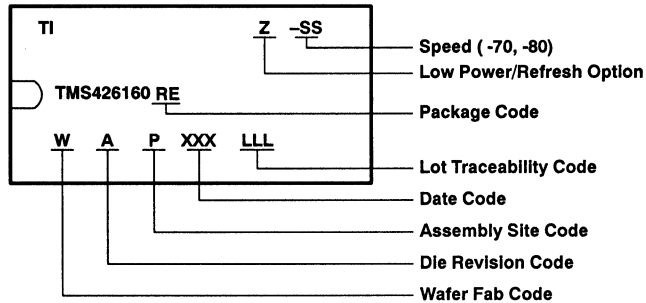 TI Z –SS
Speed ( -70, -80)
Low Power/Refresh Option
TMS426160 RE
Package Code
W A P XXX LLL
Lot Traceability Code
Date Code
Assembly Site Code
Die Revision Code
Wafer Fab Code